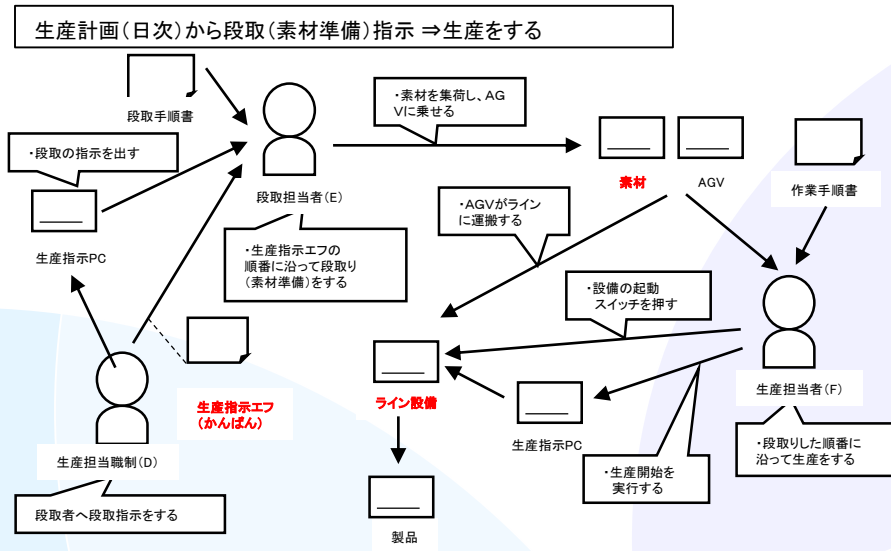 生産計画(日次)から段取(素材準備)指示 ⇒生産をする
段取手順書
・素材を集荷し、AG
Vに乗せる
・段取の指示を出す
段取担当者(E)
素材
AGV
作業手順書
・AGVがライン
に運搬する
生産指示PC
・生産指示エフの
順番に沿って段取り
(素材準備)をする
・設備の起動
スイッチを押す
生産指示エフ
(かんばん)
ライン設備
生産担当者(F)
生産指示PC
・段取りした順番に
沿って生産をする
生産担当職制(D)
・生産開始を
実行する
段取者へ段取指示をする
製品